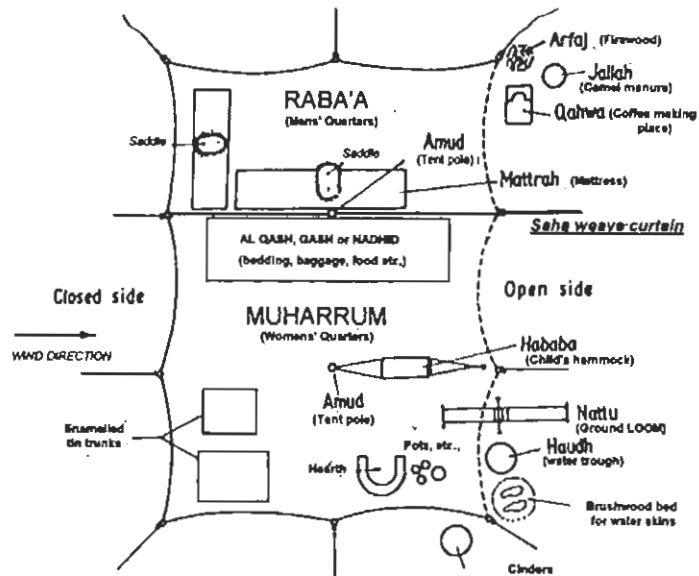 Arfaj (Firewood)
Jallah
(Camel manure)
Qahwa (Coffee making
place)
RABA'A
(Mens' Quarters)
Saddle
Saddle
Amud
(Tent pole)
Mattrah (Mattress)
Saha weave curtain
AL QASH, GASH or NADHID
(bedding, baggage, food etc.,)
Closed side
Open side
MUHARRUM
(Womens' Quarters)
WIND DIRECTION
Hababa
(Child's hammock)
Amud
(Tent pole)
Nattu
(Ground LOOM)
Enamelled
tin trunks
Pots, etc.,
Hearth
Haudh
(water trough)
Brushwood bed
for water skins
Cinders